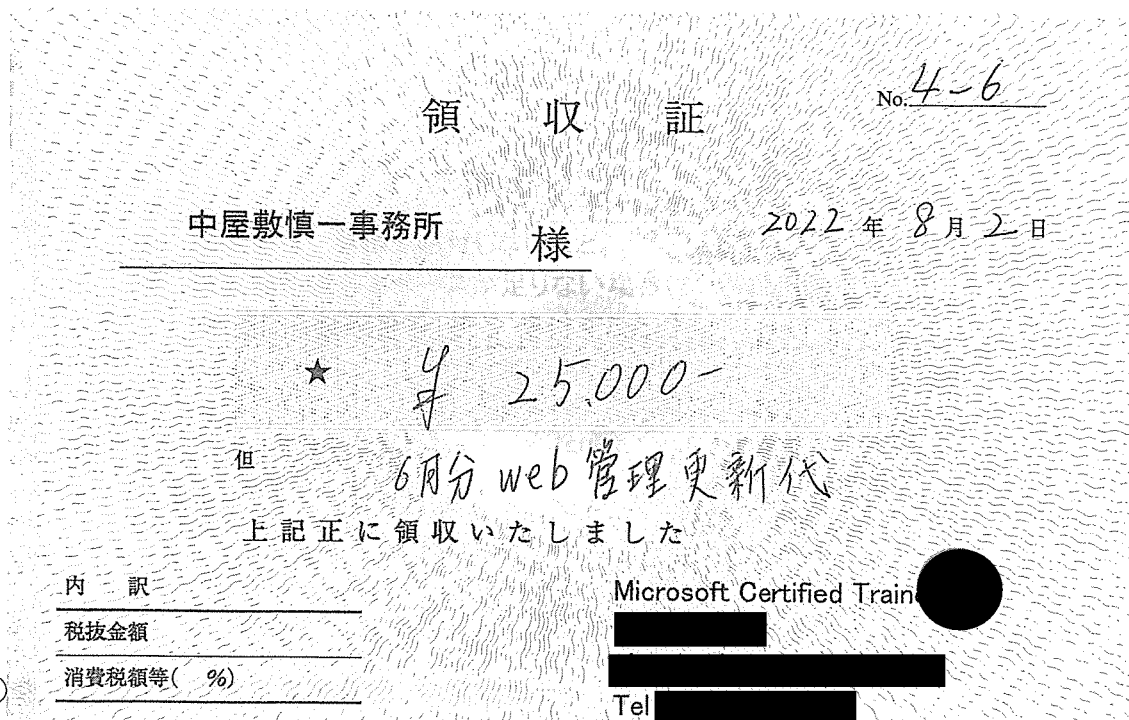 No. 4-6
領収証
中屋敷慎一事務所 様
2022年8月2日
★ ¥25,000-
但 6月分web管理更新代
上記正に領収いたしました
内訳
税抜金額
消費税額等( %)
Microsoft Certified Train
Tel